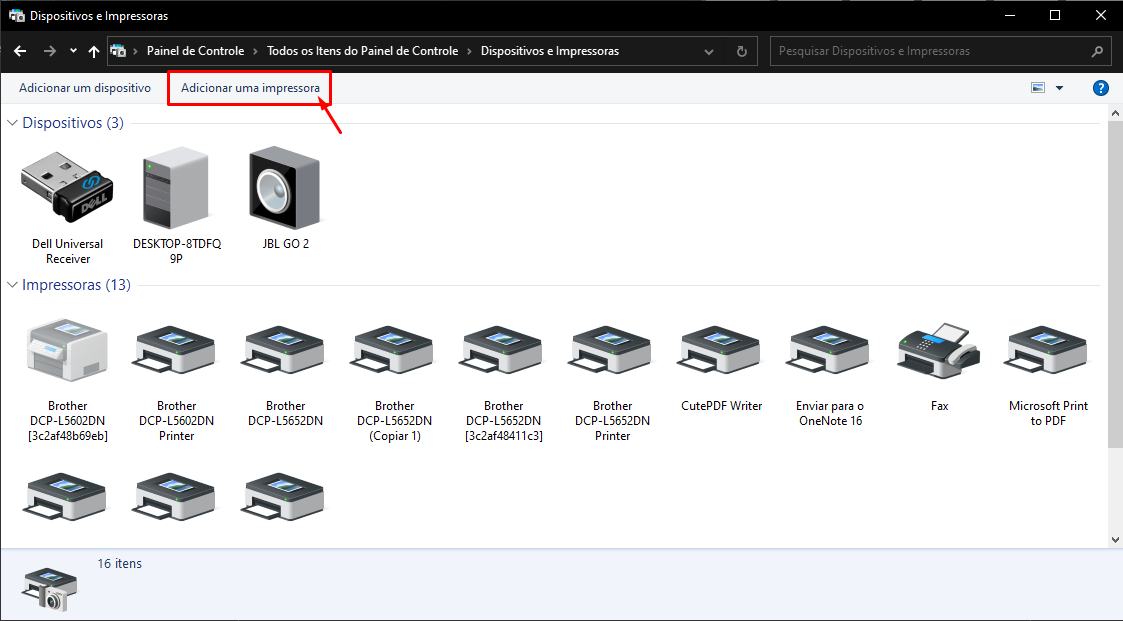 Dispositivos e Impressoras
Painel de Controle > Todos os Itens do Painel de Controle > Dispositivos e Impressoras
Pesquisar Dispositivos e Impressoras
Adicionar um dispositivo
Adicionar uma impressora
?
Dispositivos (3)
DELL
Dell Universal
Receiver
DESKTOP-8TDFQ
9P
JBL GO 2
Impressoras (13)
Brother
DCP-L5602DN
[3c2af48b69eb]
Brother
DCP-L5602DN
Printer
Brother
DCP-L5652DN
Brother
DCP-L5652DN
(Copiar 1)
Brother
DCP-L5652DN
[3c2af48411c3]
Brother
DCP-L5652DN
Printer
CutePDF Writer
Enviar para o
OneNote 16
Fax
Microsoft Print
to PDF
16 itens